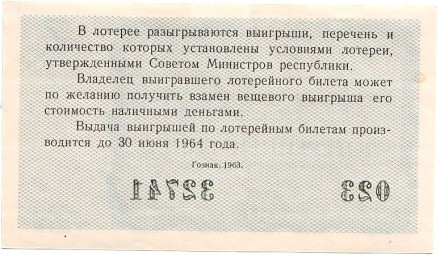 В лотерее разыгрываются выигрыши, перечень и
количество которых установлены условиями лотереи,
утвержденными Советом Министров республики.
Владелец выигравшего лотерейного билета может
по желанию получить взамен вещевого выигрыша его
стоимость наличными деньгами.
Выдача выигрышей по лотерейным билетам произ-
водится до 30 июня 1964 года.
Гознак. 1963.
32741 023